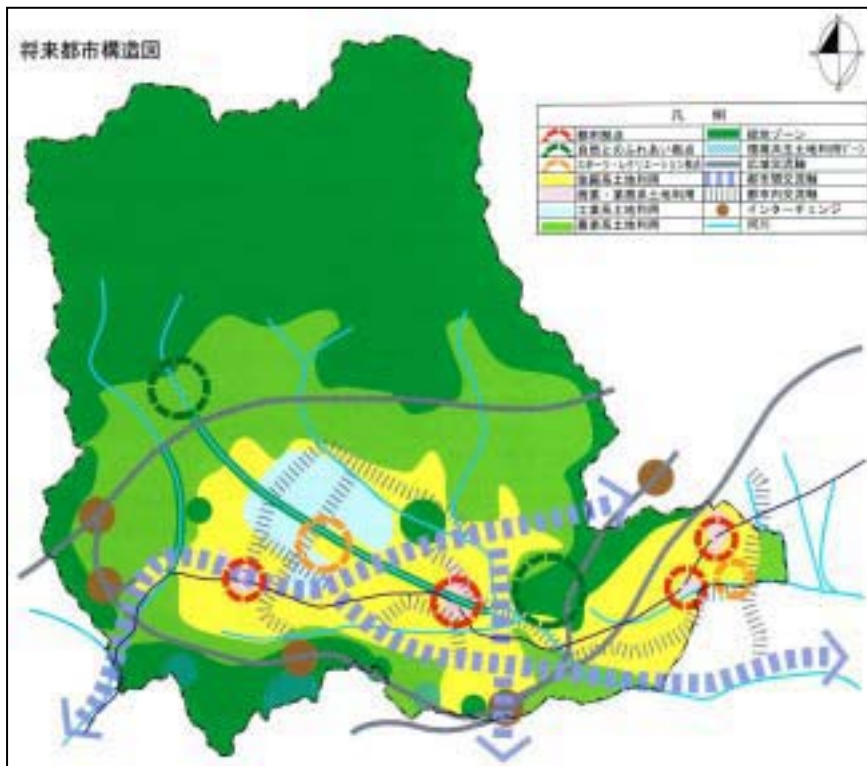 将来都市構造図
凡 例
都市拠点
自然とのふれあい拠点
スポーツ・レクリエーション拠点
住居系土地利用
商業・業務系土地利用
工業系土地利用
農業系土地利用
緑地ゾーン
環境共生土地利用ゾーン
広域交流軸
都市間交流軸
都市内交流軸
インターチェンジ
河川